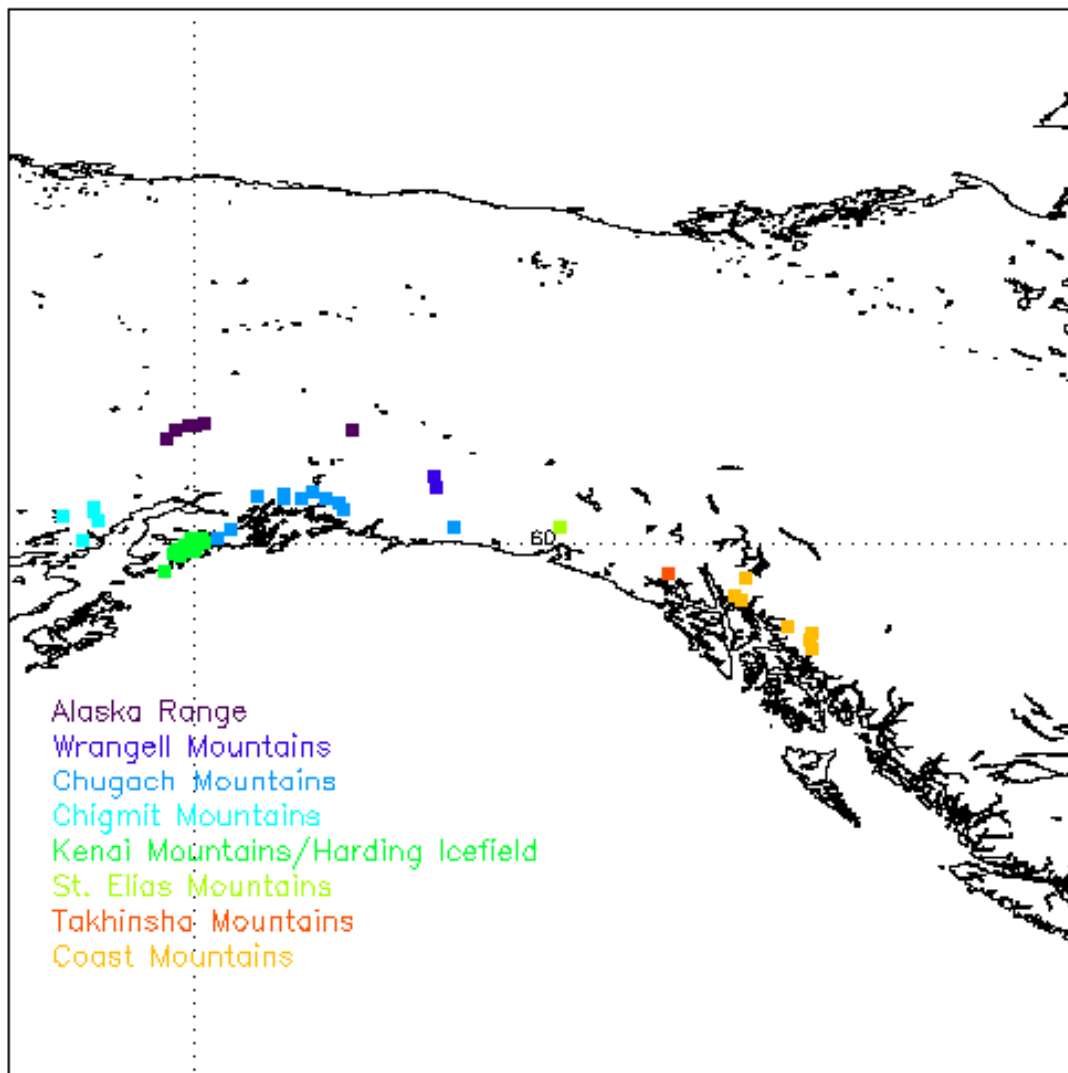 60
Alaska Range
Wrangell Mountains
Chugach Mountains
Chigmit Mountains
Kenai Mountains/Harding Icefield
St. Elias Mountains
Takhinsha Mountains
Coast Mountains